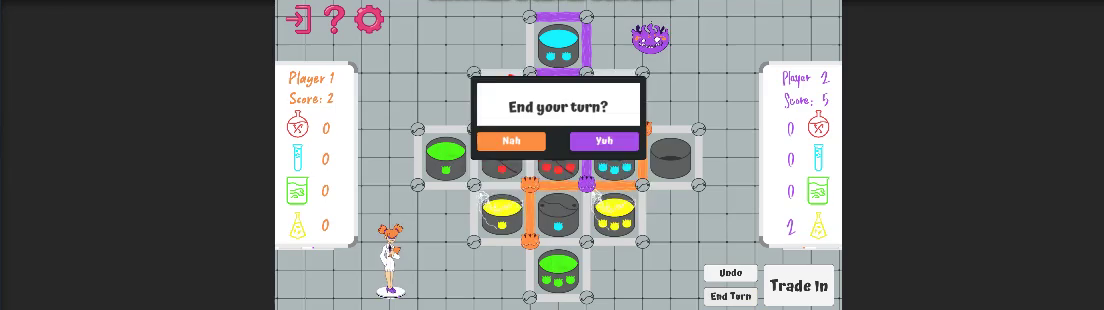 Player 1
Score: 2
0
0
0
0
End your turn?
Nah
Yuh
Player 2
Score: 5
0
0
0
2
Undo
End Turn
Trade In